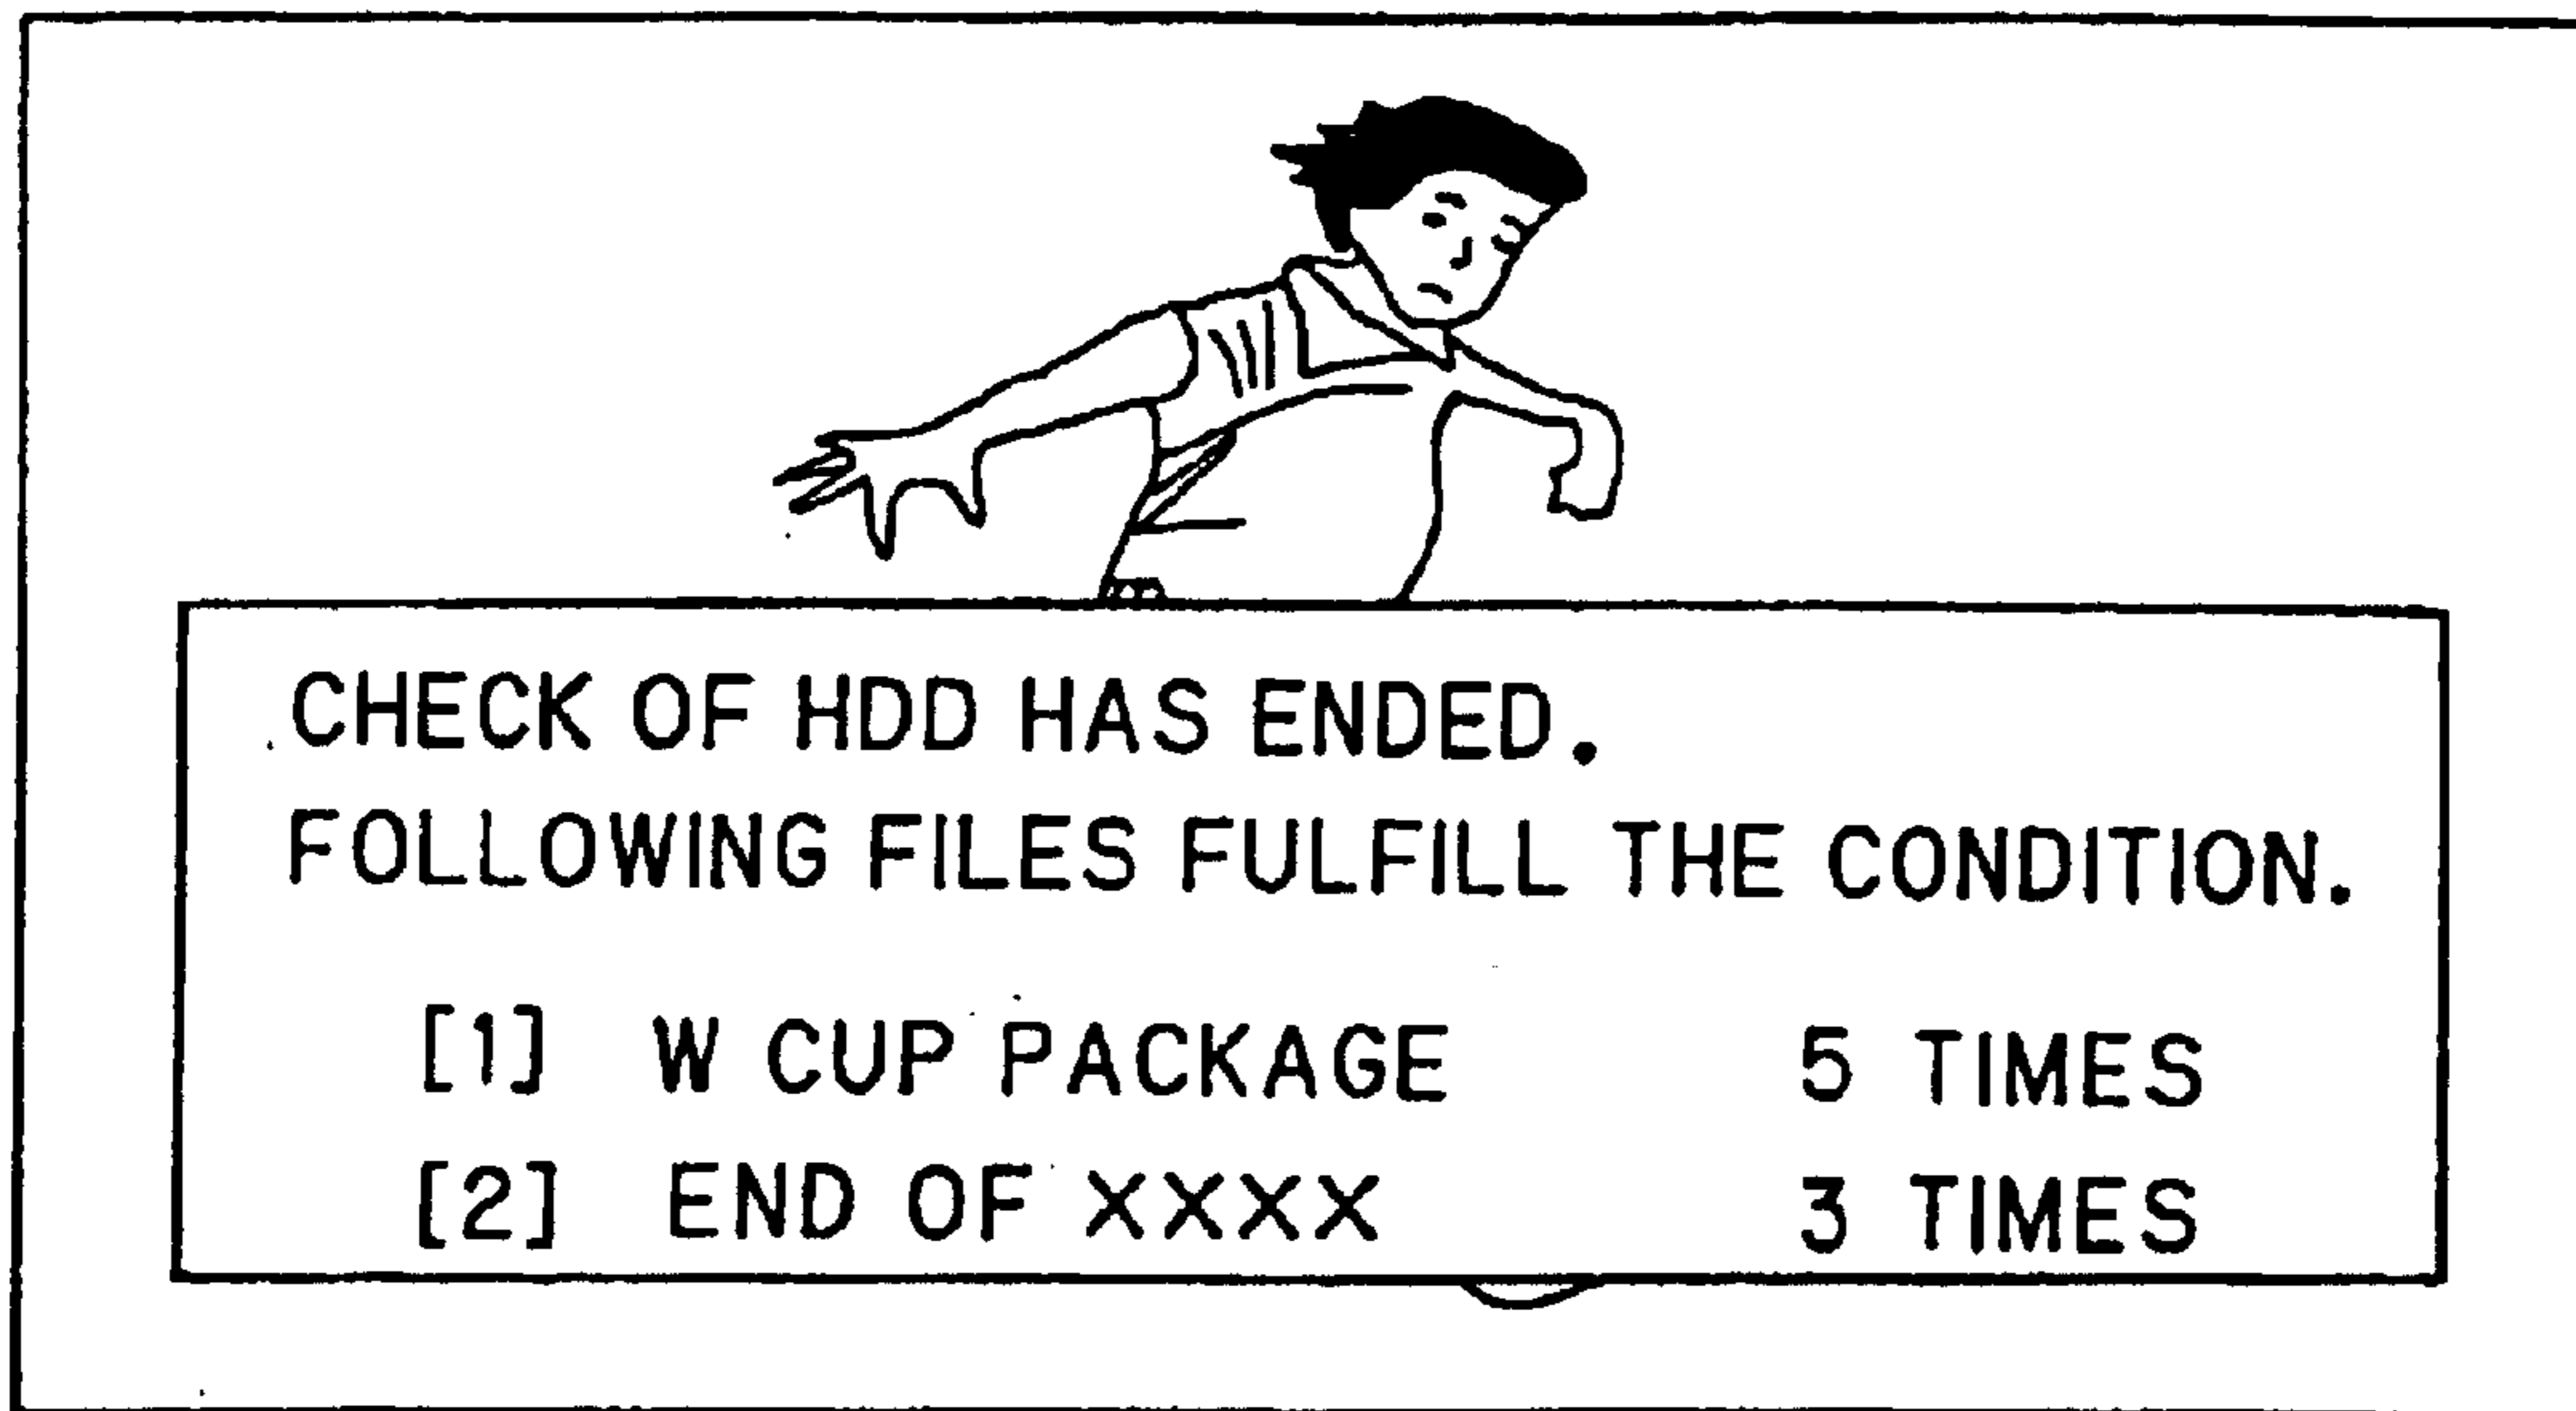 CHECK OF HDD HAS ENDED.
FOLLOWING FILES FULFILL THE CONDITION.
[1] W CUP PACKAGE 5 TIMES
[2] END OF XXXX 3 TIMES